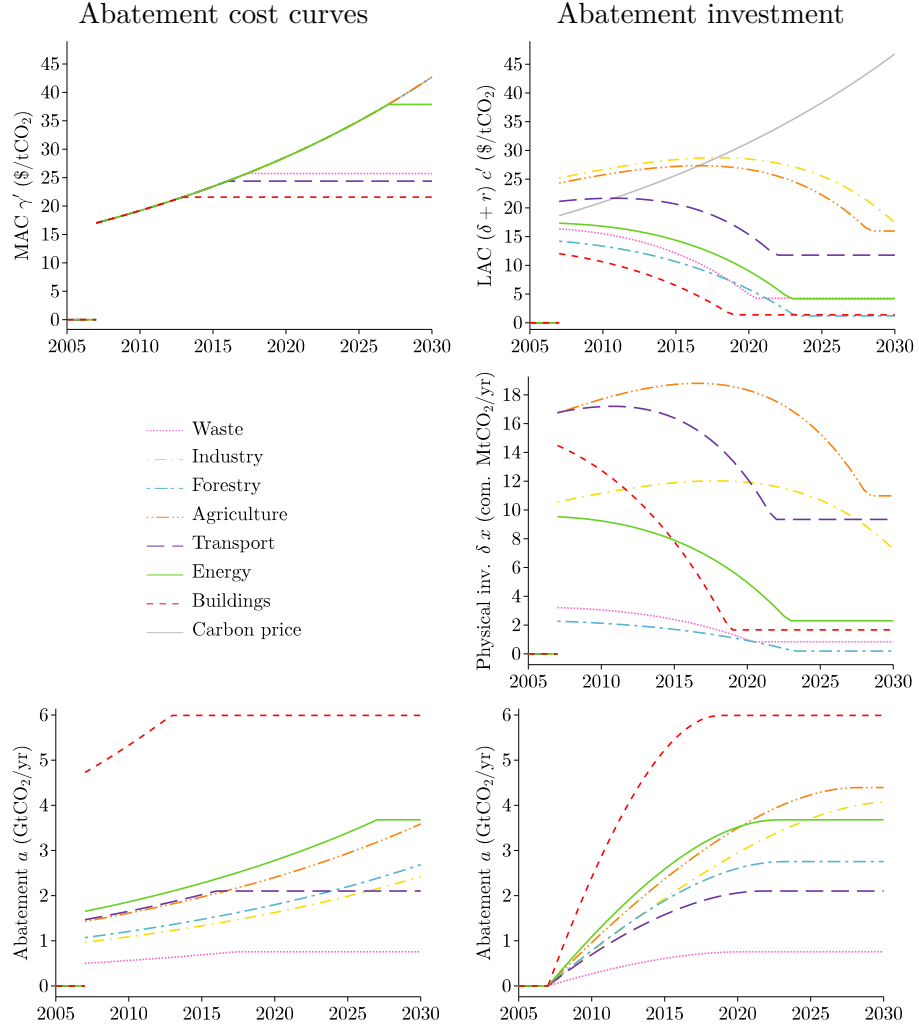 Abatement cost curves
Abatement investment
MAC γ′ ($/tCO2)
45
40
35
30
25
20
15
10
5
0
2005 2010 2015 2020 2025 2030
LAC (δ + r) c′ ($/tCO2)
45
40
35
30
25
20
15
10
5
0
2005 2010 2015 2020 2025 2030
Waste
Industry
Forestry
Agriculture
Transport
Energy
Buildings
Carbon price
Physical inv. δ x (com. MtCO2/yr)
18
16
14
12
10
8
6
4
2
0
2005 2010 2015 2020 2025 2030
Abatement a (GtCO2/yr)
6
5
4
3
2
1
0
2005 2010 2015 2020 2025 2030
Abatement a (GtCO2/yr)
6
5
4
3
2
1
0
2005 2010 2015 2020 2025 2030